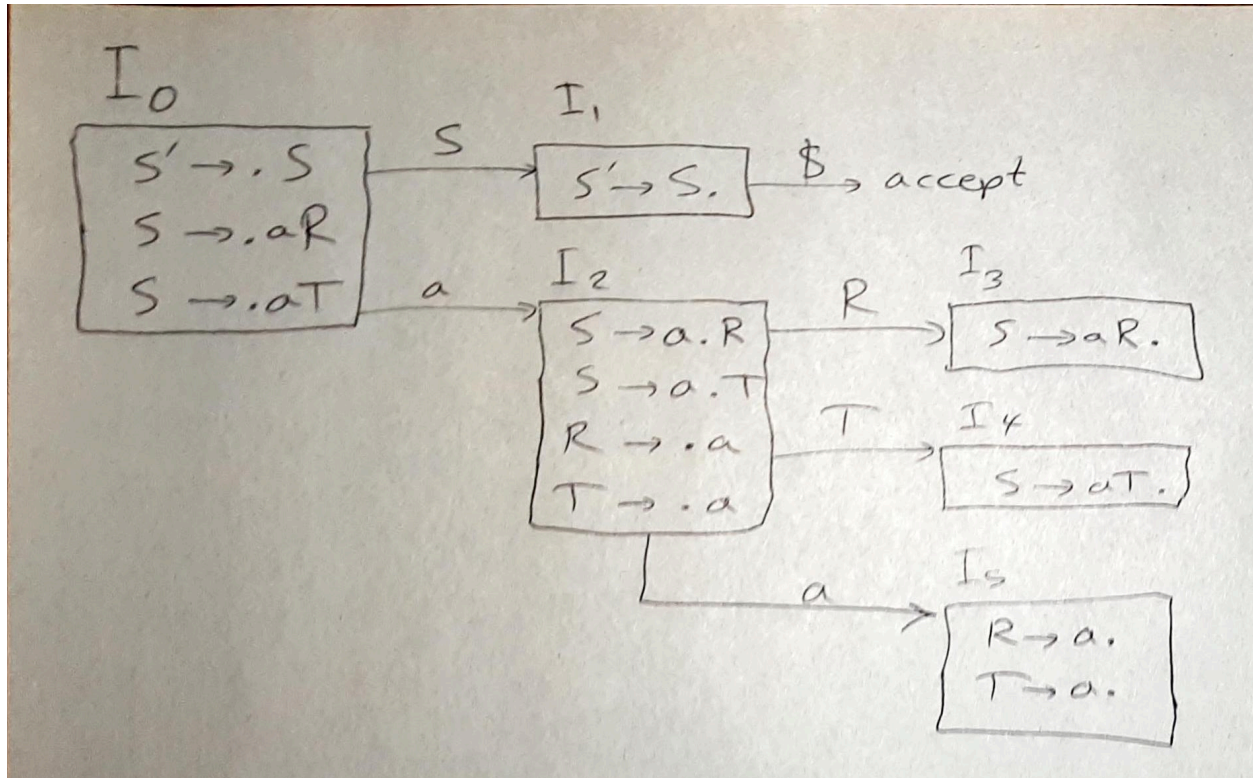 I0
S' → . S
S → . aR
S → . aT
S
a
I1
S' → S.
$ → accept
I2
S → a . R
S → a . T
R → . a
T → . a
R
T
a
I3
S → aR.
I4
S → aT.
I5
R → a.
T → a.